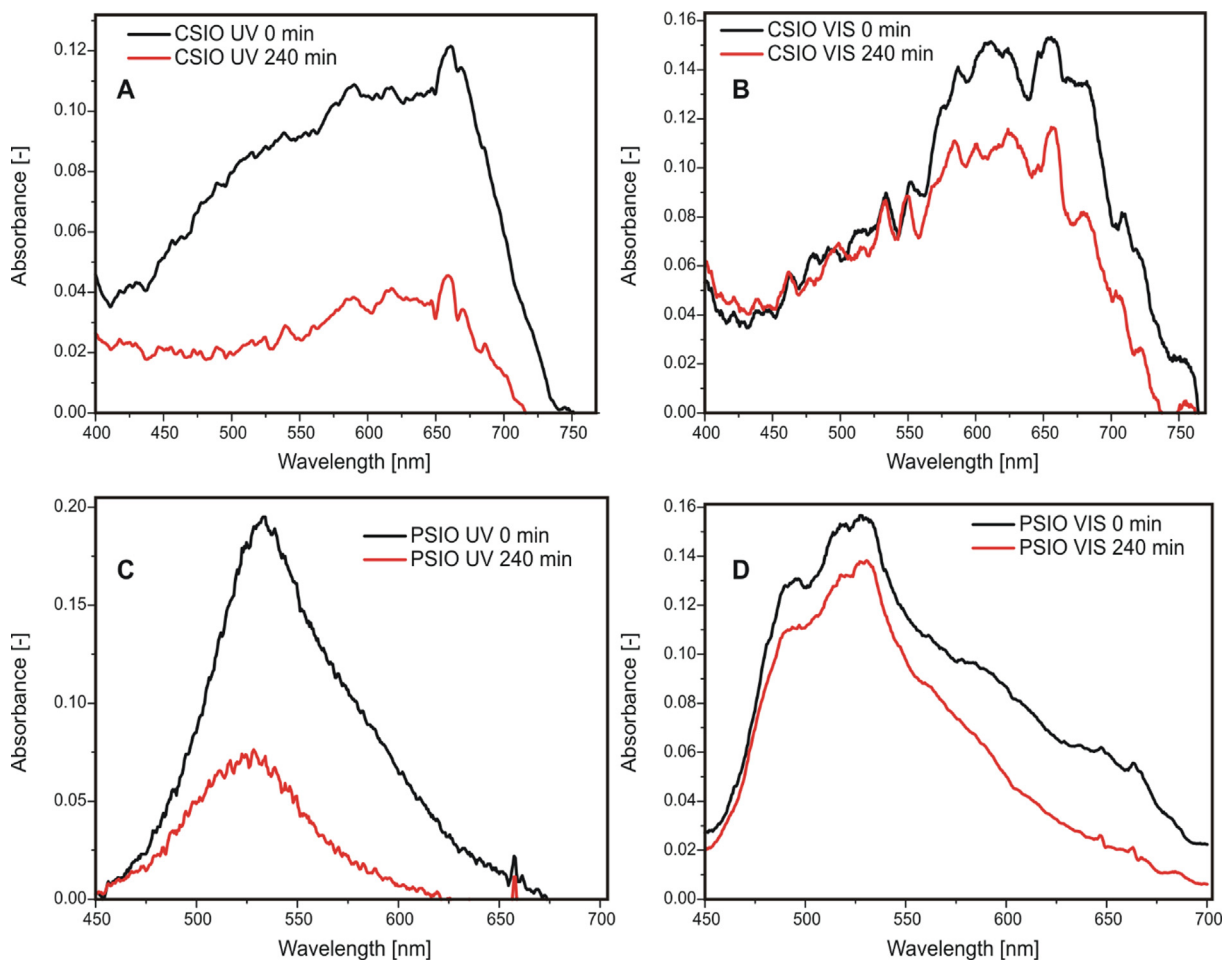 CSIO UV 0 min
CSIO UV 240 min
A
0.12
0.10
0.08
0.06
0.04
0.02
0.00
Absorbance [-]
400 450 500 550 600 650 700 750
Wavelength [nm]
CSIO VIS 0 min
CSIO VIS 240 min
B
0.16
0.14
0.12
0.10
0.08
0.06
0.04
0.02
0.00
Absorbance [-]
400 450 500 550 600 650 700 750
Wavelength [nm]
PSIO UV 0 min
PSIO UV 240 min
C
0.20
0.15
0.10
0.05
0.00
Absorbance [-]
450 500 550 600 650 700
Wavelength [nm]
PSIO VIS 0 min
PSIO VIS 240 min
D
0.16
0.14
0.12
0.10
0.08
0.06
0.04
0.02
0.00
Absorbance [-]
450 500 550 600 650 700
Wavelength [nm]